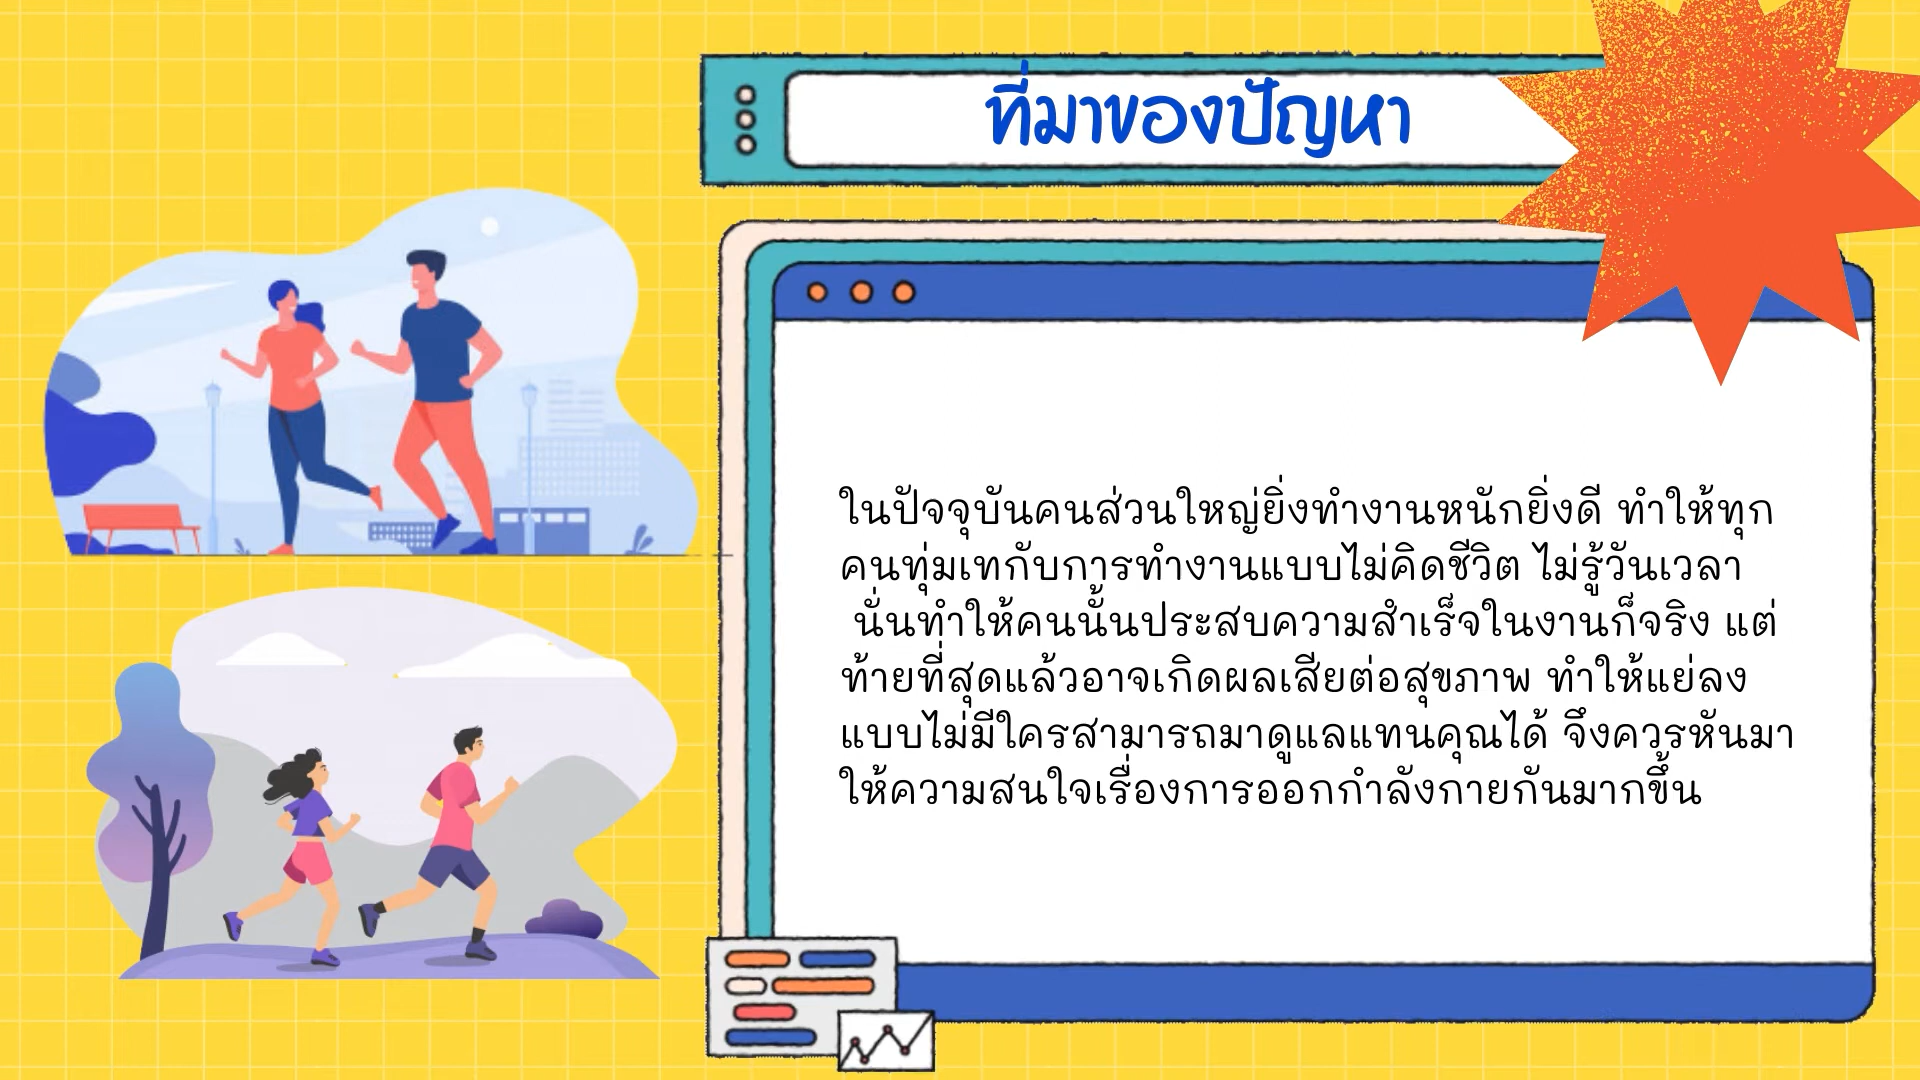 ที่มาของปัญหา
ในปัจจุบันคนส่วนใหญ่ยิ่งทำงานหนักยิ่งดี ทำให้ทุก
คนทุ่มเทกับการทำงานแบบไม่คิดชีวิต ไม่รู้วันเวลา
นั่นทำให้คนนั้นประสบความสำเร็จในงานก็จริง แต่
ท้ายที่สุดแล้วอาจเกิดผลเสียต่อสุขภาพ ทำให้แย่ลง
แบบไม่มีใครสามารถมาดูแลแทนคุณได้ จึงควรหันมา
ให้ความสนใจเรื่องการออกกำลังกายกันมากขึ้น